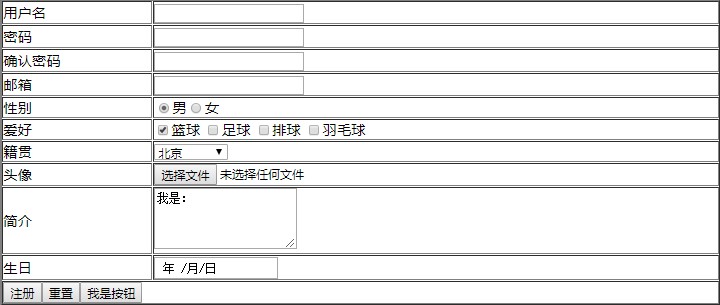 用户名
密码
确认密码
邮箱
性别 男 女
爱好 篮球 足球 排球 羽毛球
籍贯 北京
头像 选择文件 未选择任何文件
简介 我是：
生日 年 /月/日
注册 重置 我是按钮